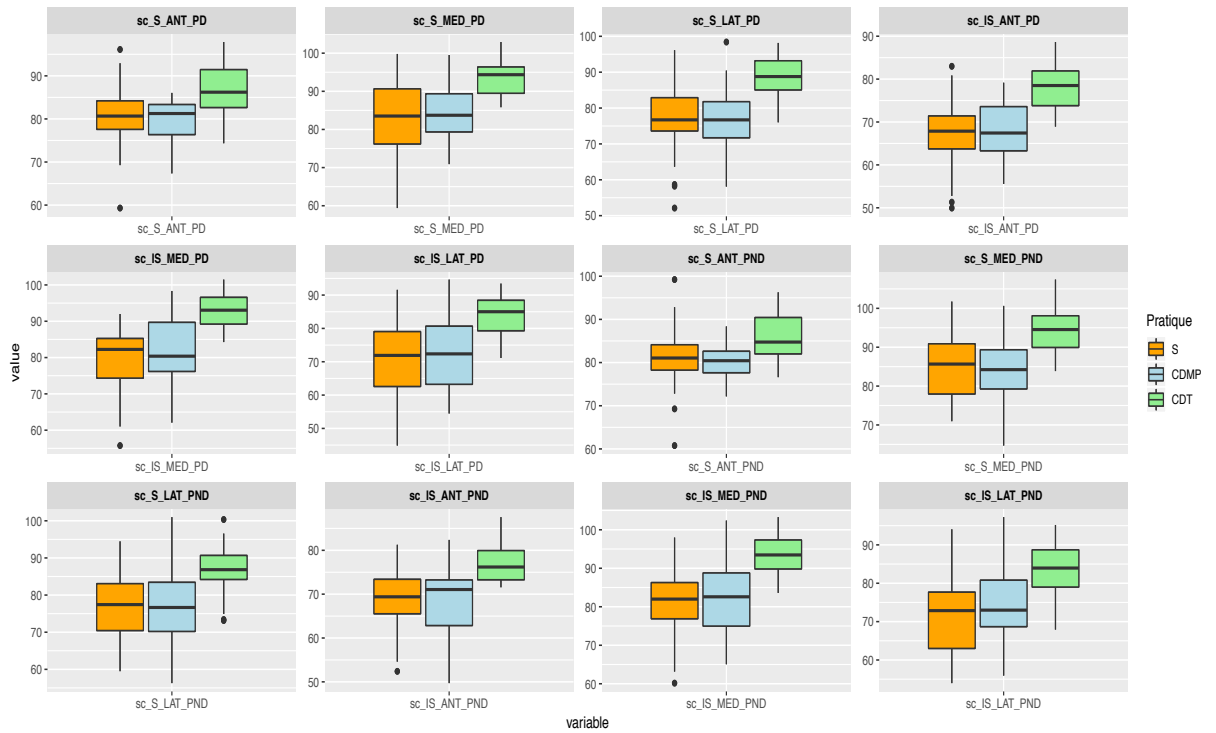 sc_S_ANT_PD
sc_S_MED_PD
sc_S_LAT_PD
sc_IS_ANT_PD
90
80
70
60
100
90
80
70
60
100
90
80
70
60
50
90
80
70
60
50
sc_S_ANT_PD
sc_S_MED_PD
sc_S_LAT_PD
sc_IS_ANT_PD
sc_IS_MED_PD
sc_IS_LAT_PD
sc_S_ANT_PND
sc_S_MED_PND
100
90
80
70
60
90
80
70
60
50
100
90
80
70
60
100
90
80
70
sc_IS_MED_PD
sc_IS_LAT_PD
sc_S_ANT_PND
sc_S_MED_PND
sc_S_LAT_PND
sc_IS_ANT_PND
sc_IS_MED_PND
sc_IS_LAT_PND
100
90
80
70
60
80
70
60
50
100
90
80
70
60
90
80
70
60
sc_S_LAT_PND
sc_IS_ANT_PND
sc_IS_MED_PND
sc_IS_LAT_PND
value
variable
Pratique
S
CDMP
CDT